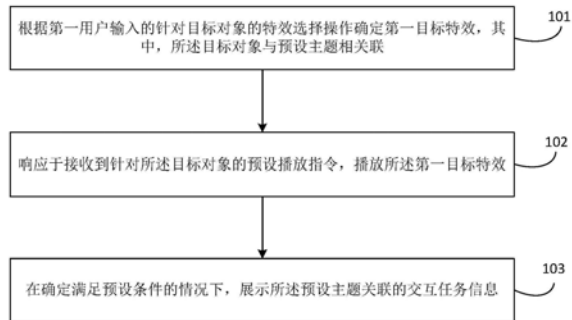 根据第一用户输入的针对目标对象的特效选择操作确定第一目标特效，其
中，所述目标对象与预设主题相关联
101
响应于接收到针对所述目标对象的预设播放指令，播放所述第一目标特效
102
在确定满足预设条件的情况下，展示所述预设主题关联的交互任务信息
103